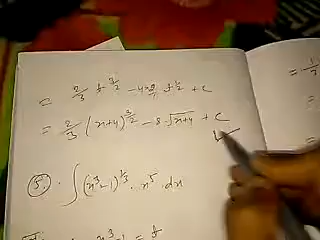 = 2/3 t^3/2 - 4×2/1 t^1/2 + c
= 2/3 (x+4)^3/2 - 8√x+4 + c
⑤. ∫(x³-1)^1/3 . x⁵ . dx